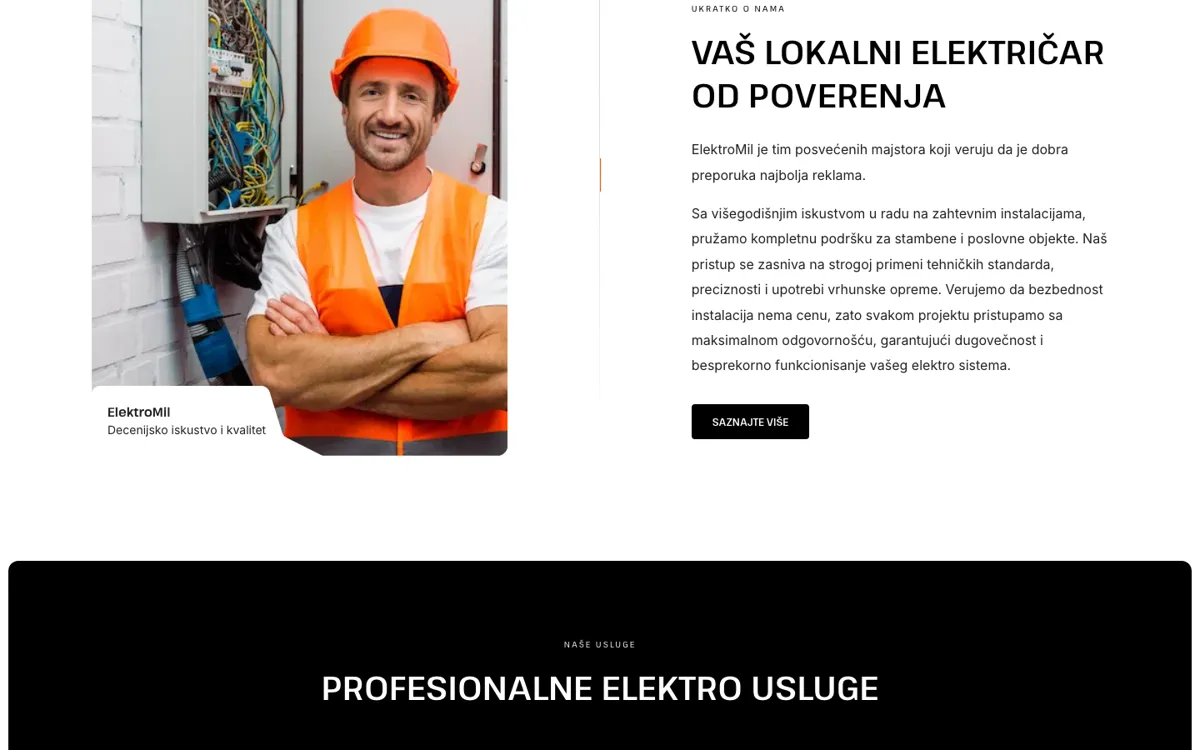 UKRATKO O NAMA
VAŠ LOKALNI ELEKTRIČAR
OD POVERENJA
ElektroMil je tim posvećenih majstora koji veruju da je dobra
preporuka najbolja reklama.
Sa višegodišnjim iskustvom u radu na zahtevnim instalacijama,
pružamo kompletnu podršku za stambene i poslovne objekte. Naš
pristup se zasniva na strogoj primeni tehničkih standarda,
preciznosti i upotrebi vrhunske opreme. Verujemo da bezbednost
instalacija nema cenu, zato svakom projektu pristupamo sa
maksimalnom odgovornošću, garantujući dugovečnost i
besprekorno funkcionisanje vašeg elektro sistema.
SAZNAJTE VIŠE
ElektroMil
Decenijsko iskustvo i kvalitet
NAŠE USLUGE
PROFESIONALNE ELEKTRO USLUGE